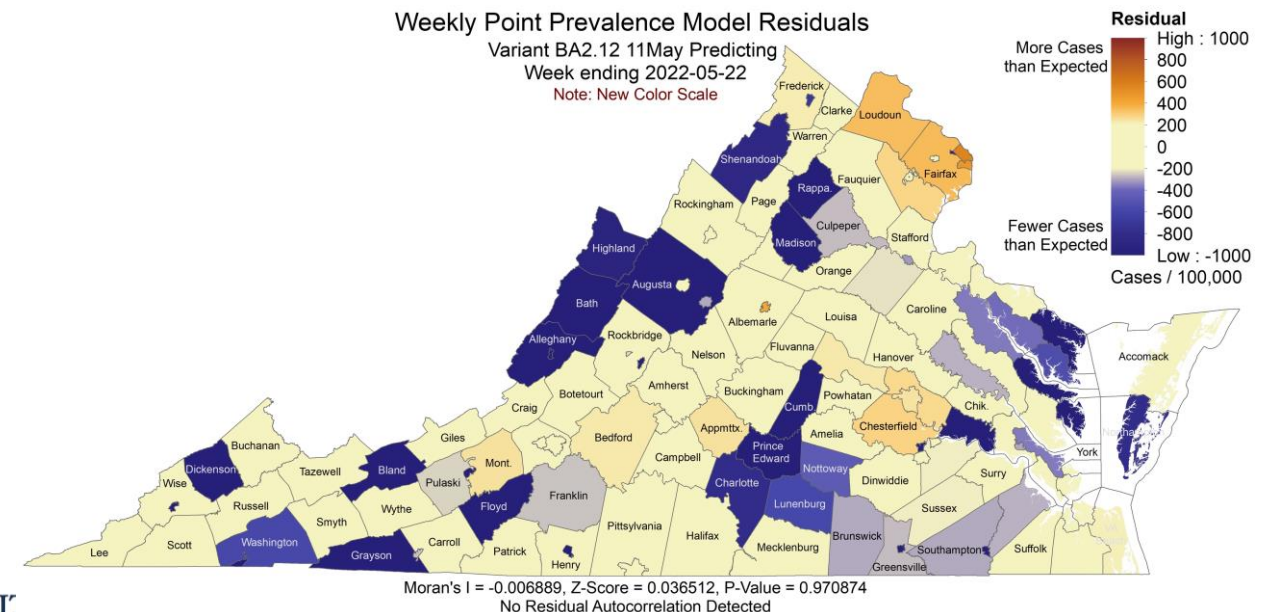 Weekly Point Prevalence Model Residuals
Variant BA2.12 11May Predicting
Week ending 2022-05-22
Note: New Color Scale
Residual
More Cases
than Expected
High : 1000
800
600
400
200
0
-200
-400
-600
-800
Low : -1000
Fewer Cases
than Expected
Cases / 100,000
Frederick
Clarke
Loudoun
Warren
Shenandoah
Fairfax
Fauquier
Rappa.
Page
Rockingham
Culpeper
Stafford
Madison
Highland
Orange
Augusta
Bath
Caroline
Louisa
Albemarle
Rockbridge
Alleghany
Fluvanna
Hanover
Nelson
Accomack
Amherst
Buckingham
Powhatan
Botetourt
Cumb.
Chik.
Craig
Chesterfield
Appmttx.
Amelia
Bedford
Giles
Buchanan
Prince
Edward
York
Campbell
Mont.
Nottoway
Dickenson
Bland
Tazewell
Surry
Dinwiddie
Pulaski
Charlotte
Wise
Franklin
Lunenburg
Russell
Floyd
Sussex
Wythe
Smyth
Pittsylvania
Halifax
Brunswick
Washington
Carroll
Scott
Lee
Grayson
Patrick
Henry
Mecklenburg
Southampton
Suffolk
Greensville
Moran's I = -0.006889, Z-Score = 0.036512, P-Value = 0.970874
No Residual Autocorrelation Detected